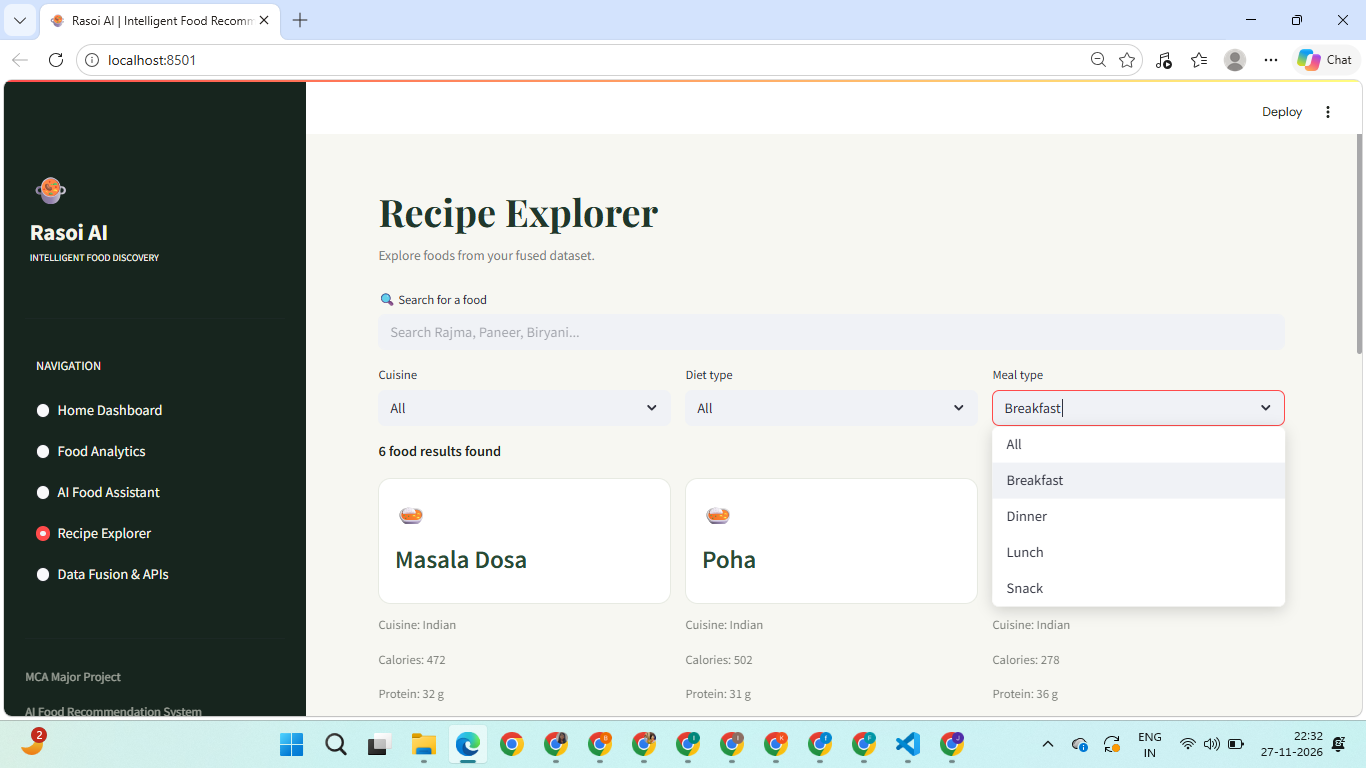 Rasoi AI | Intelligent Food Recomm
localhost:8501
Chat
Deploy
Rasoi AI
INTELLIGENT FOOD DISCOVERY
NAVIGATION
Home Dashboard
Food Analytics
AI Food Assistant
Recipe Explorer
Data Fusion & APIs
MCA Major Project
AI Food Recommendation System
Recipe Explorer
Explore foods from your fused dataset.
Search for a food
Search Rajma, Paneer, Biryani...
Cuisine Diet type Meal type
All All Breakfast
All
Breakfast
Dinner
Lunch
Snack
6 food results found
Masala Dosa Poha
Cuisine: Indian Cuisine: Indian Cuisine: Indian
Calories: 472 Calories: 502 Calories: 278
Protein: 32 g Protein: 31 g Protein: 36 g
2
ENG
IN
22:32
27-11-2026